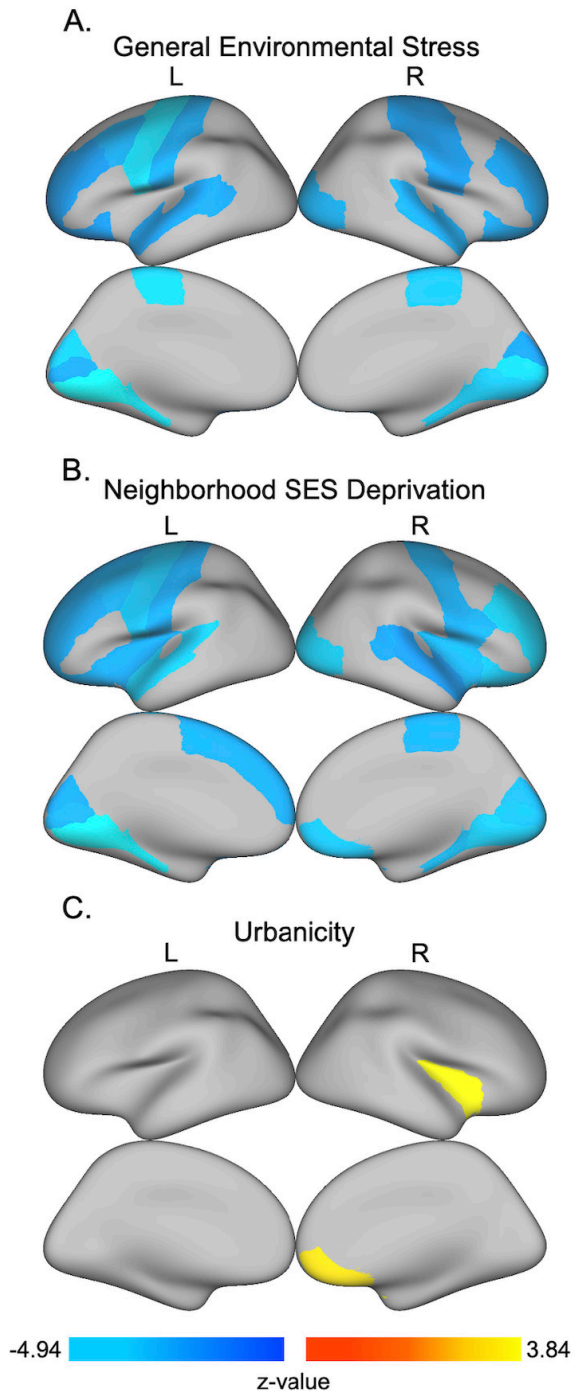 A.
General Environmental Stress
L R
B.
Neighborhood SES Deprivation
L R
C.
Urbanicity
L R
-4.94 3.84
z-value